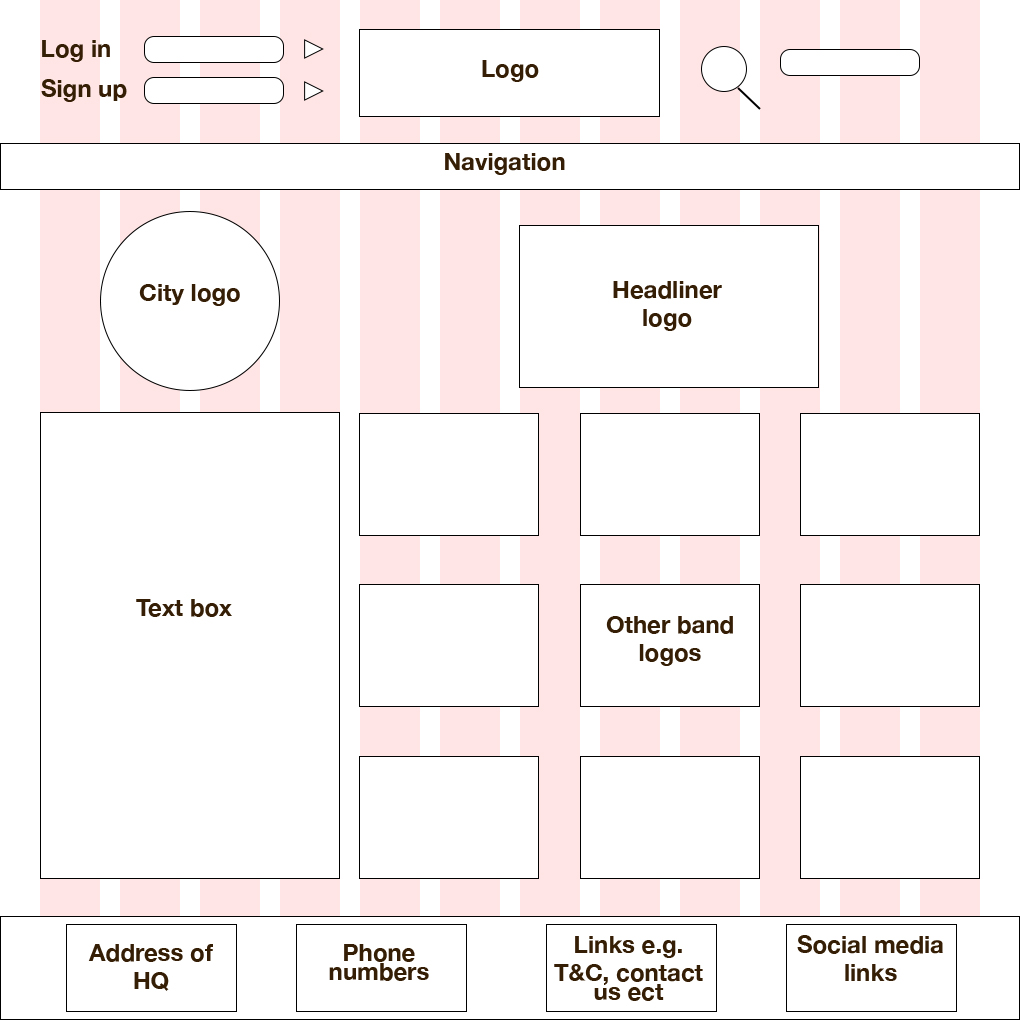 Log in
Sign up
Logo
Navigation
City logo
Headliner
logo
Text box
Other band
logos
Address of
HQ
Phone
numbers
Links e.g.
T&C, contact
us ect
Social media
links